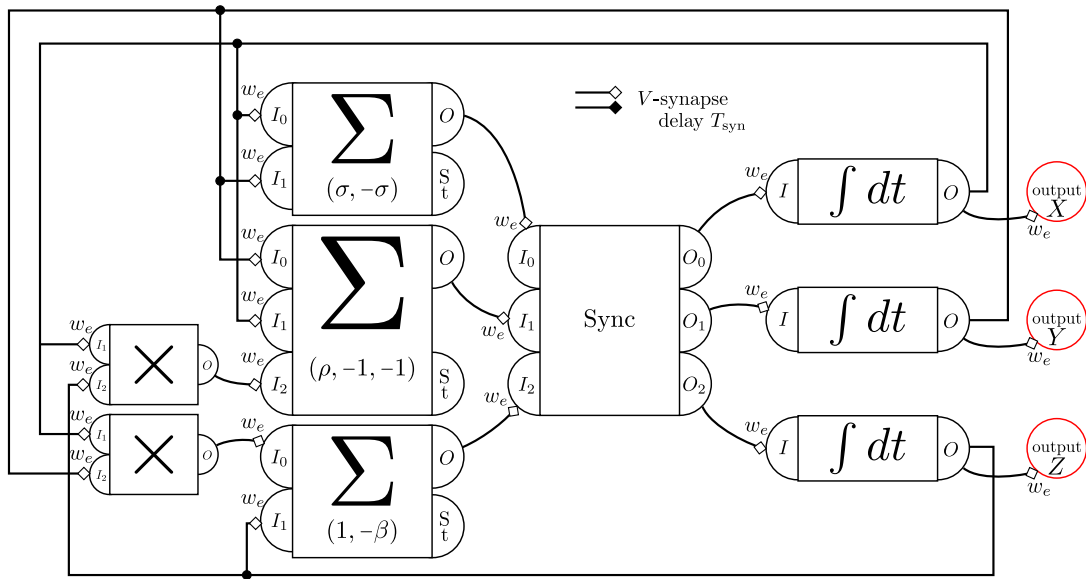 w_e
I_0
∑
O
w_e
I_1
(σ, −σ)
S
t
V-synapse
delay T_syn
w_e
I_0
∑
O
w_e
I_1
w_e
I_2
(ρ, −1, −1)
S
t
w_e
I_1
×
O
w_e
I_2
w_e
I_1
×
O
w_e
I_2
w_e
I_0
∑
O
w_e
I_1
(1, −β)
S
t
w_e
I_0
w_e
I_1
w_e
I_2
Sync
O_0
O_1
O_2
w_e
I
∫ dt
O
output
X
w_e
w_e
I
∫ dt
O
output
Y
w_e
w_e
I
∫ dt
O
output
Z
w_e